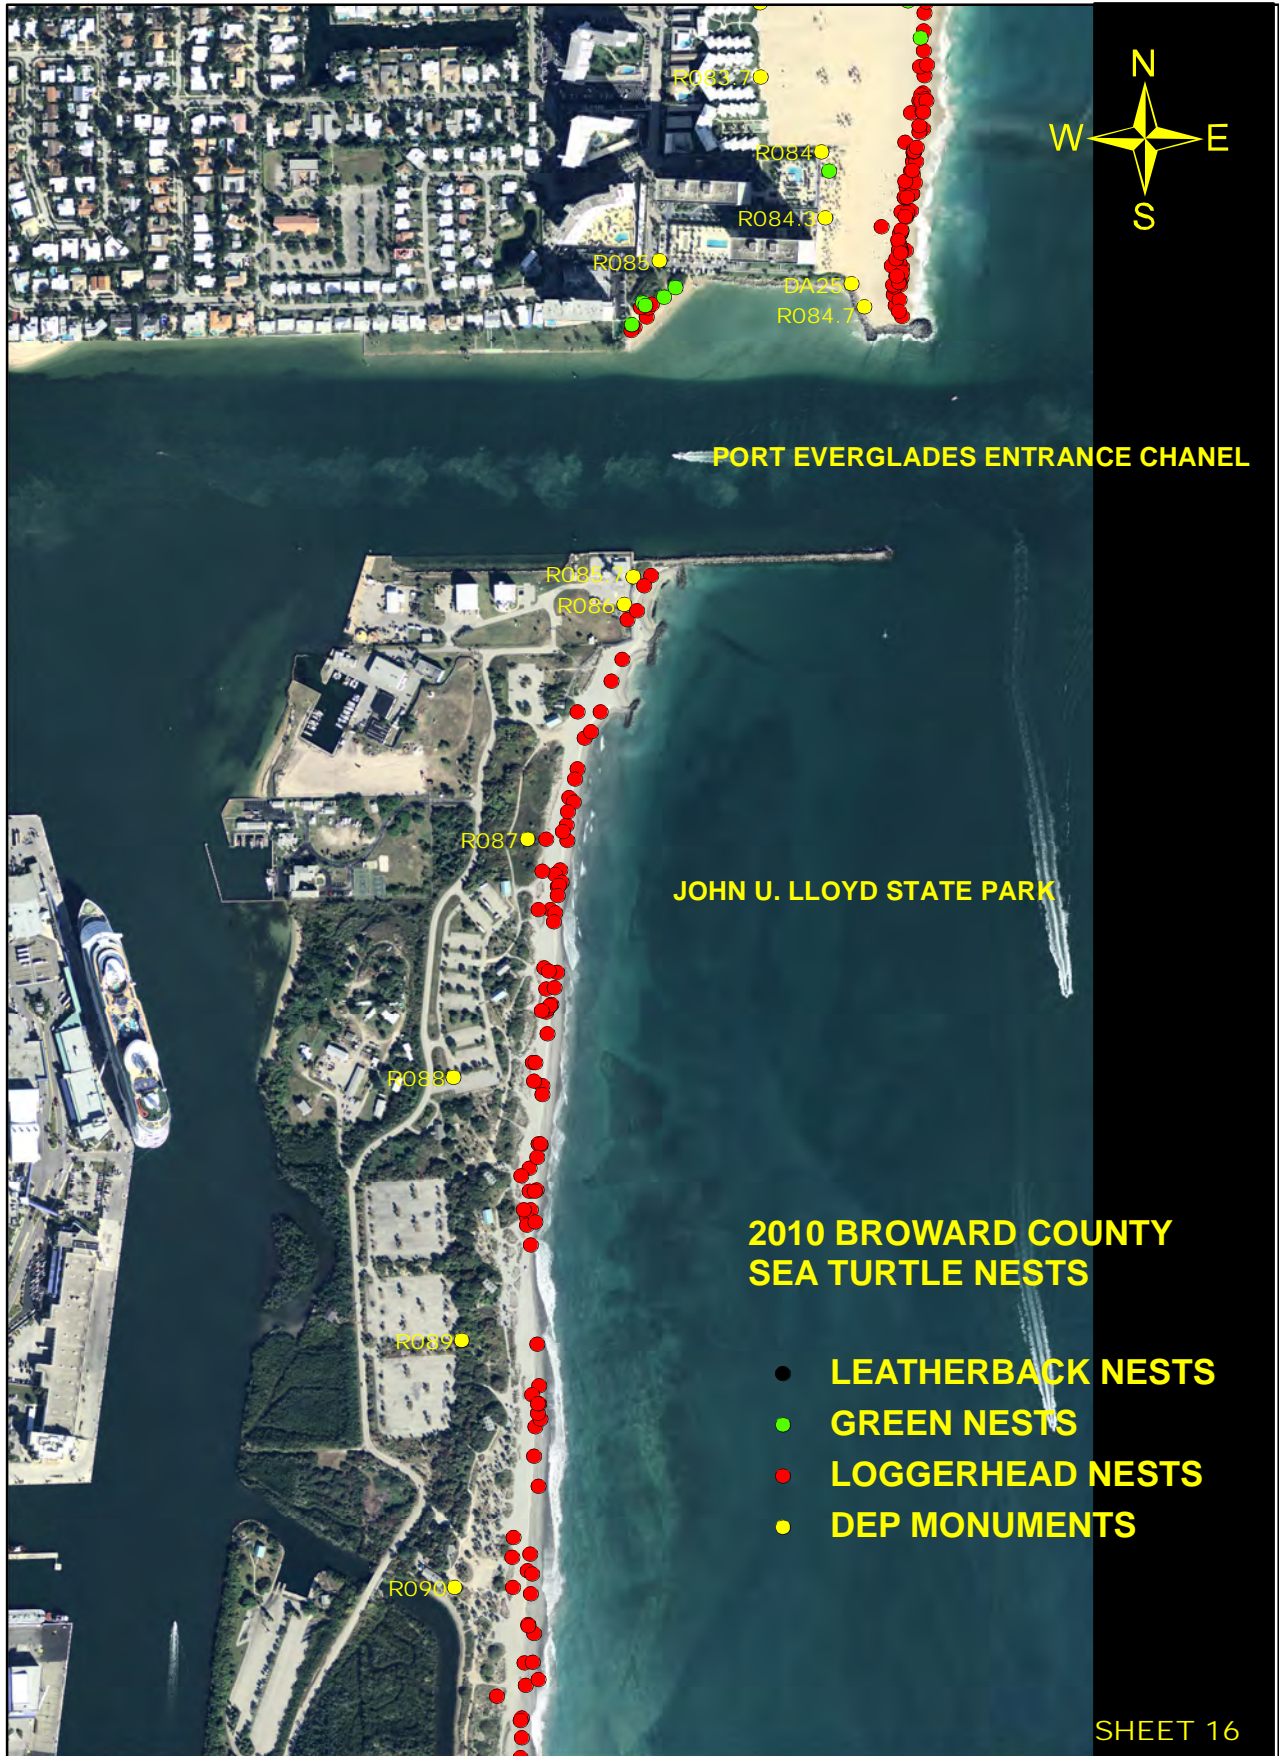 N
R083.7
W E
R084
S
R084.3
R085
DA25
R084.7
PORT EVERGLADES ENTRANCE CHANEL
R085.7
R086
R087
JOHN U. LLOYD STATE PARK
R088
2010 BROWARD COUNTY
SEA TURTLE NESTS
R089
LEATHERBACK NESTS
GREEN NESTS
LOGGERHEAD NESTS
DEP MONUMENTS
R090
SHEET 16